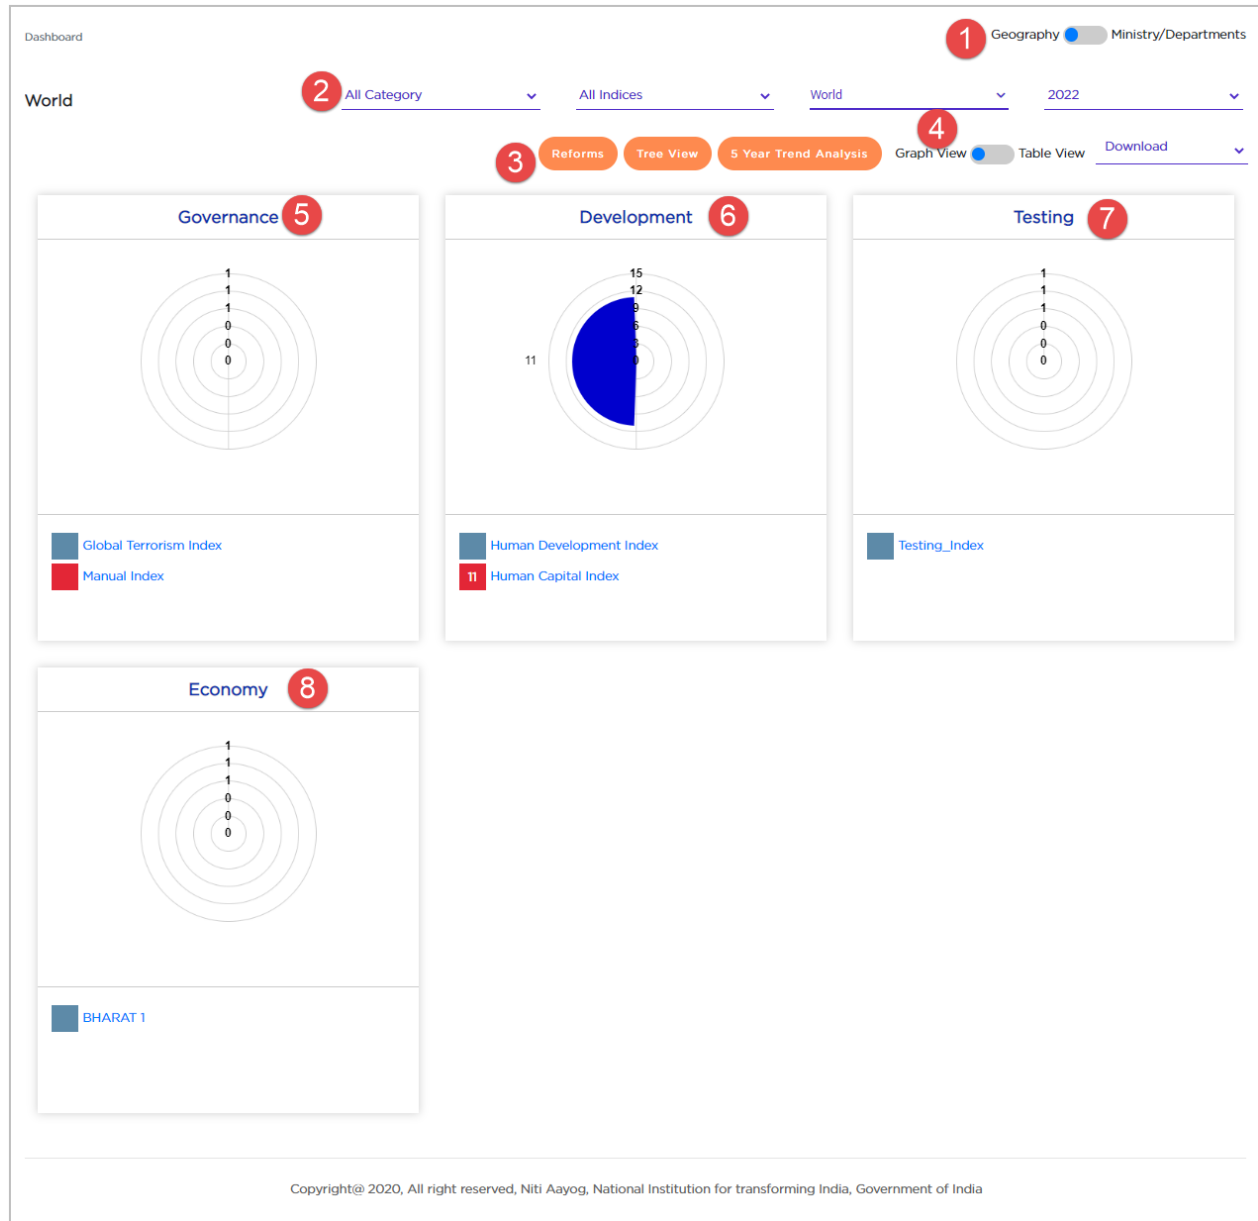 Dashboard
1 Geography Ministry/Departments
World
2 All Category All Indices World 2022
3 Reforms Tree View 5 Year Trend Analysis
4
Graph View Table View Download
Governance 5
1
1
1
0
0
0
Global Terrorism Index
Manual Index
Development 6
15
12
9
6
3
0
11
Human Development Index
11 Human Capital Index
Testing 7
1
1
1
0
0
0
Testing_Index
Economy 8
1
1
1
0
0
0
BHARAT 1
Copyright@ 2020, All right reserved, Niti Aayog, National Institution for transforming India, Government of India